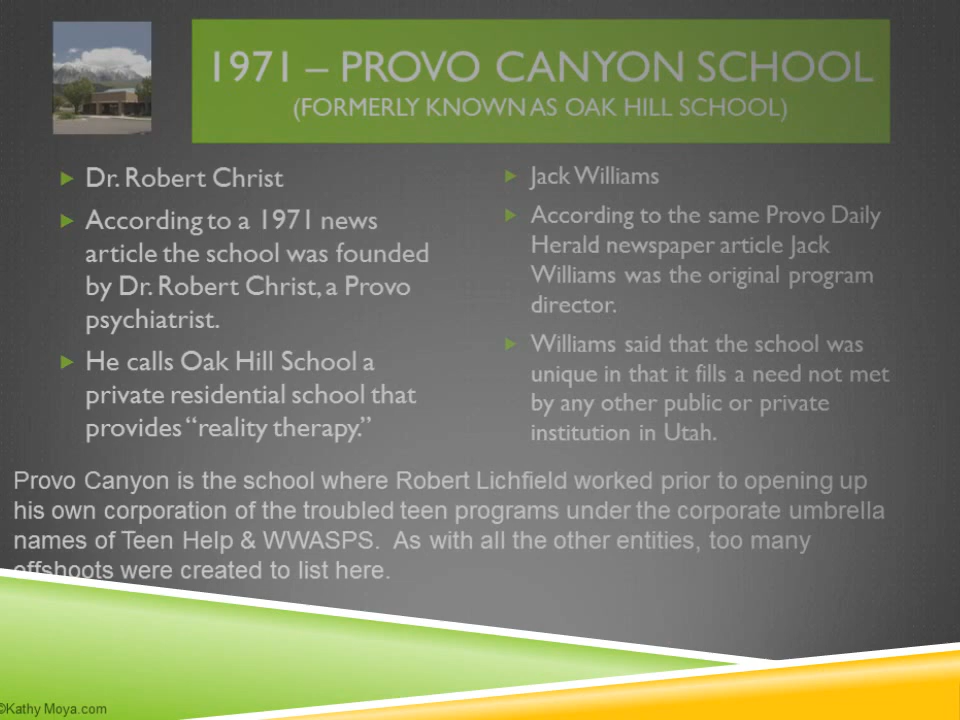 1971 – PROVO CANYON SCHOOL
(FORMERLY KNOWN AS OAK HILL SCHOOL)
Dr. Robert Christ
According to a 1971 news
article the school was founded
by Dr. Robert Christ, a Provo
psychiatrist.
He calls Oak Hill School a
private residential school that
provides “reality therapy.”
Jack Williams
According to the same Provo Daily
Herald newspaper article Jack
Williams was the original program
director.
Williams said that the school was
unique in that it fills a need not met
by any other public or private
institution in Utah.
Provo Canyon is the school where Robert Lichfield worked prior to opening up
his own corporation of the troubled teen programs under the corporate umbrella
names of Teen Help & WWASPS.  As with all the other entities, too many
offshoots were created to list here.
©Kathy Moya.com